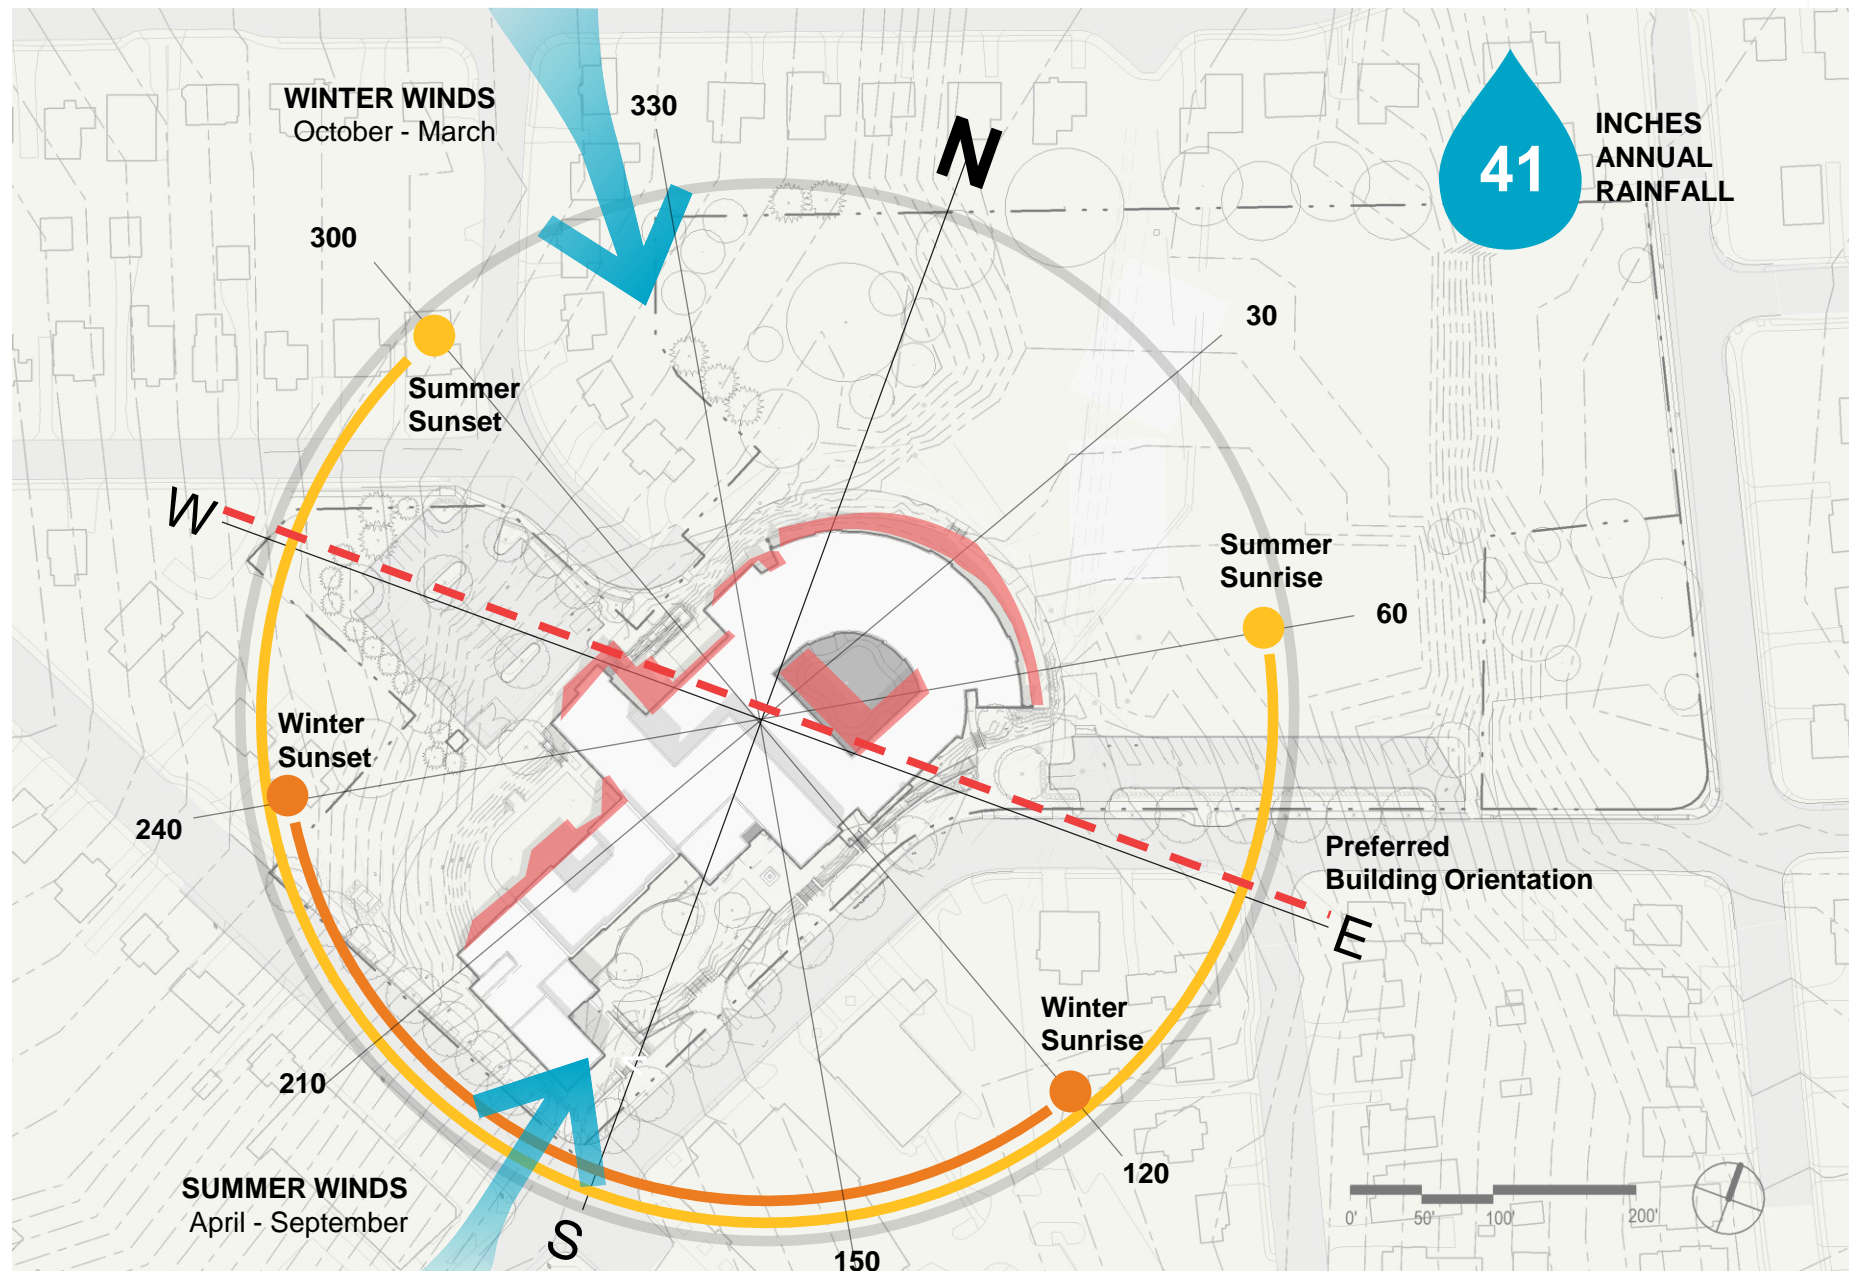 WINTER WINDS
October - March
330
N
41
INCHES
ANNUAL
RAINFALL
300
30
Summer
Sunset
W
Summer
Sunrise
60
Winter
Sunset
240
Preferred
Building Orientation
E
Winter
Sunrise
210
120
SUMMER WINDS
April - September
S
150
0'
50'
100'
200'